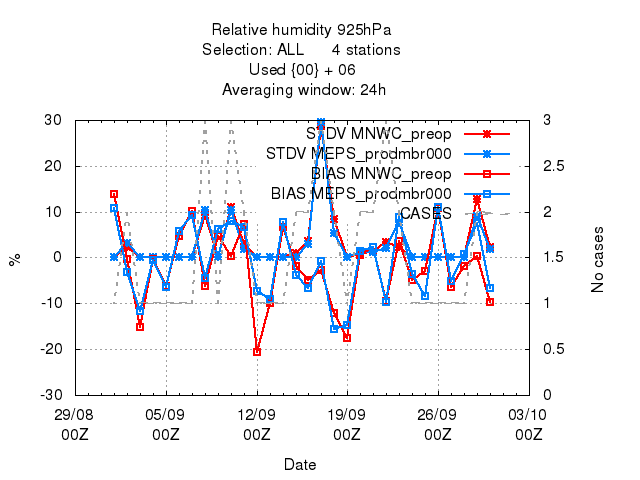 Relative humidity 925hPa
Selection: ALL 4 stations
Used {00} + 06
Averaging window: 24h
STDV MNWC_preop
STDV MEPS_prodmbr000
BIAS MNWC_preop
BIAS MEPS_prodmbr000
CASES
30
20
10
0
-10
-20
-30
%
3
2.5
2
1.5
1
0.5
0
No cases
29/08 05/09 12/09 19/09 26/09 03/10
00Z 00Z 00Z 00Z 00Z 00Z
Date